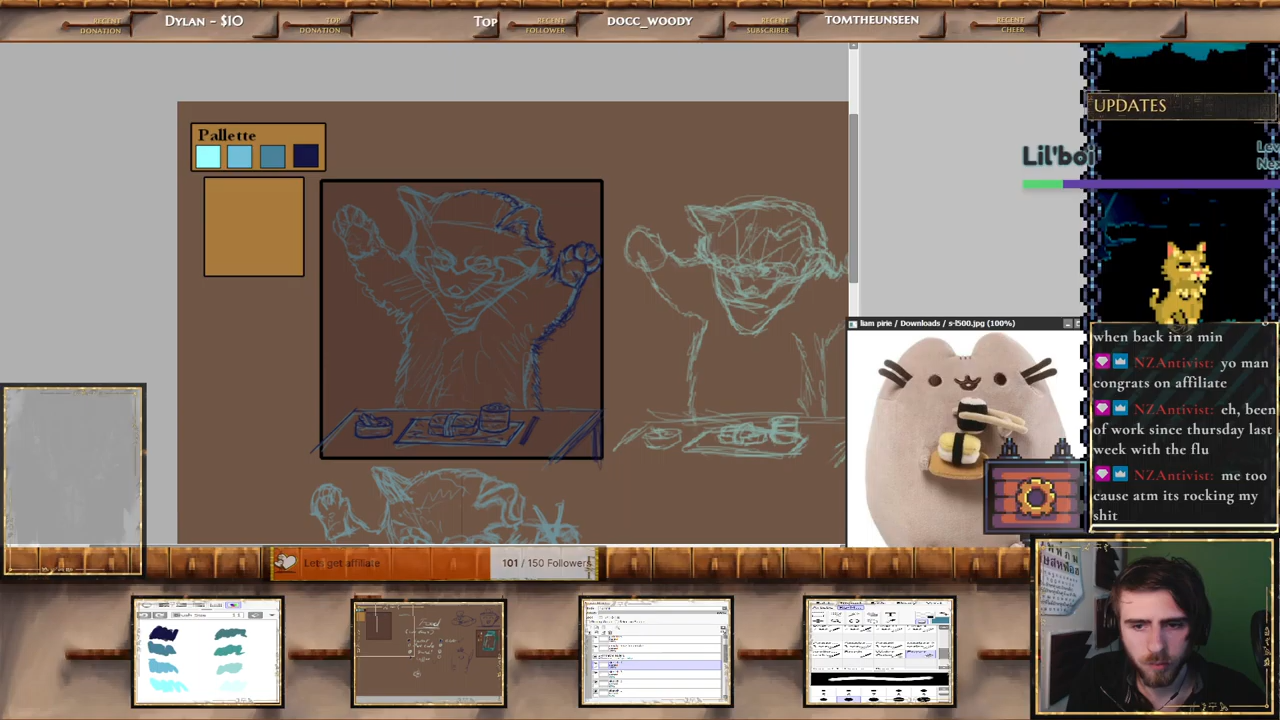 RECENT DONATION
Dylan - $10
TOP DONATION
Top
RECENT FOLLOWER
DOCC_WOODY
RECENT SUBSCRIBER
TOMTHEUNSEEN
RECENT CHEER
UPDATES
Lil'boi
Pallette
liam pirie / Downloads / s-l500.jpg (100%)
when back in a min
NZAntivist: yo man
congrats on affiliate
NZAntivist: eh, been
of work since thursday last
week with the flu
NZAntivist: me too
cause atm its rocking my
shit
Lets get affiliate
101 / 150 Followers